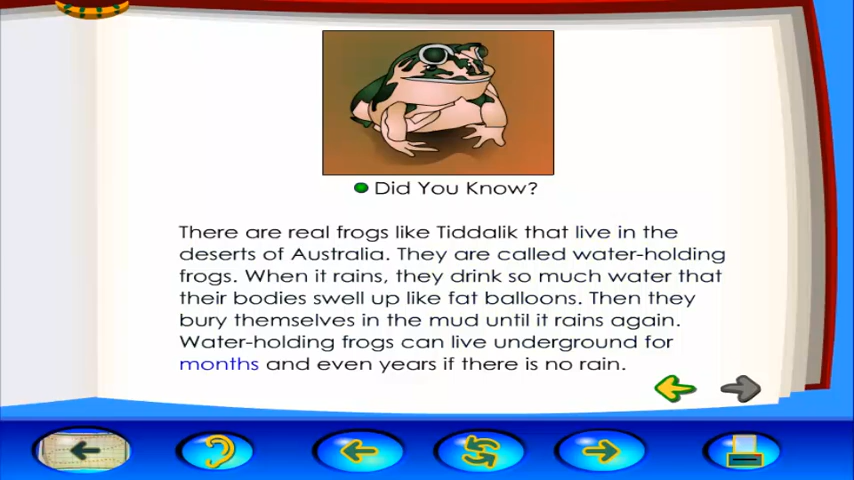 Did You Know?
There are real frogs like Tiddalik that live in the
deserts of Australia. They are called water-holding
frogs. When it rains, they drink so much water that
their bodies swell up like fat balloons. Then they
bury themselves in the mud until it rains again.
Water-holding frogs can live underground for
months and even years if there is no rain.